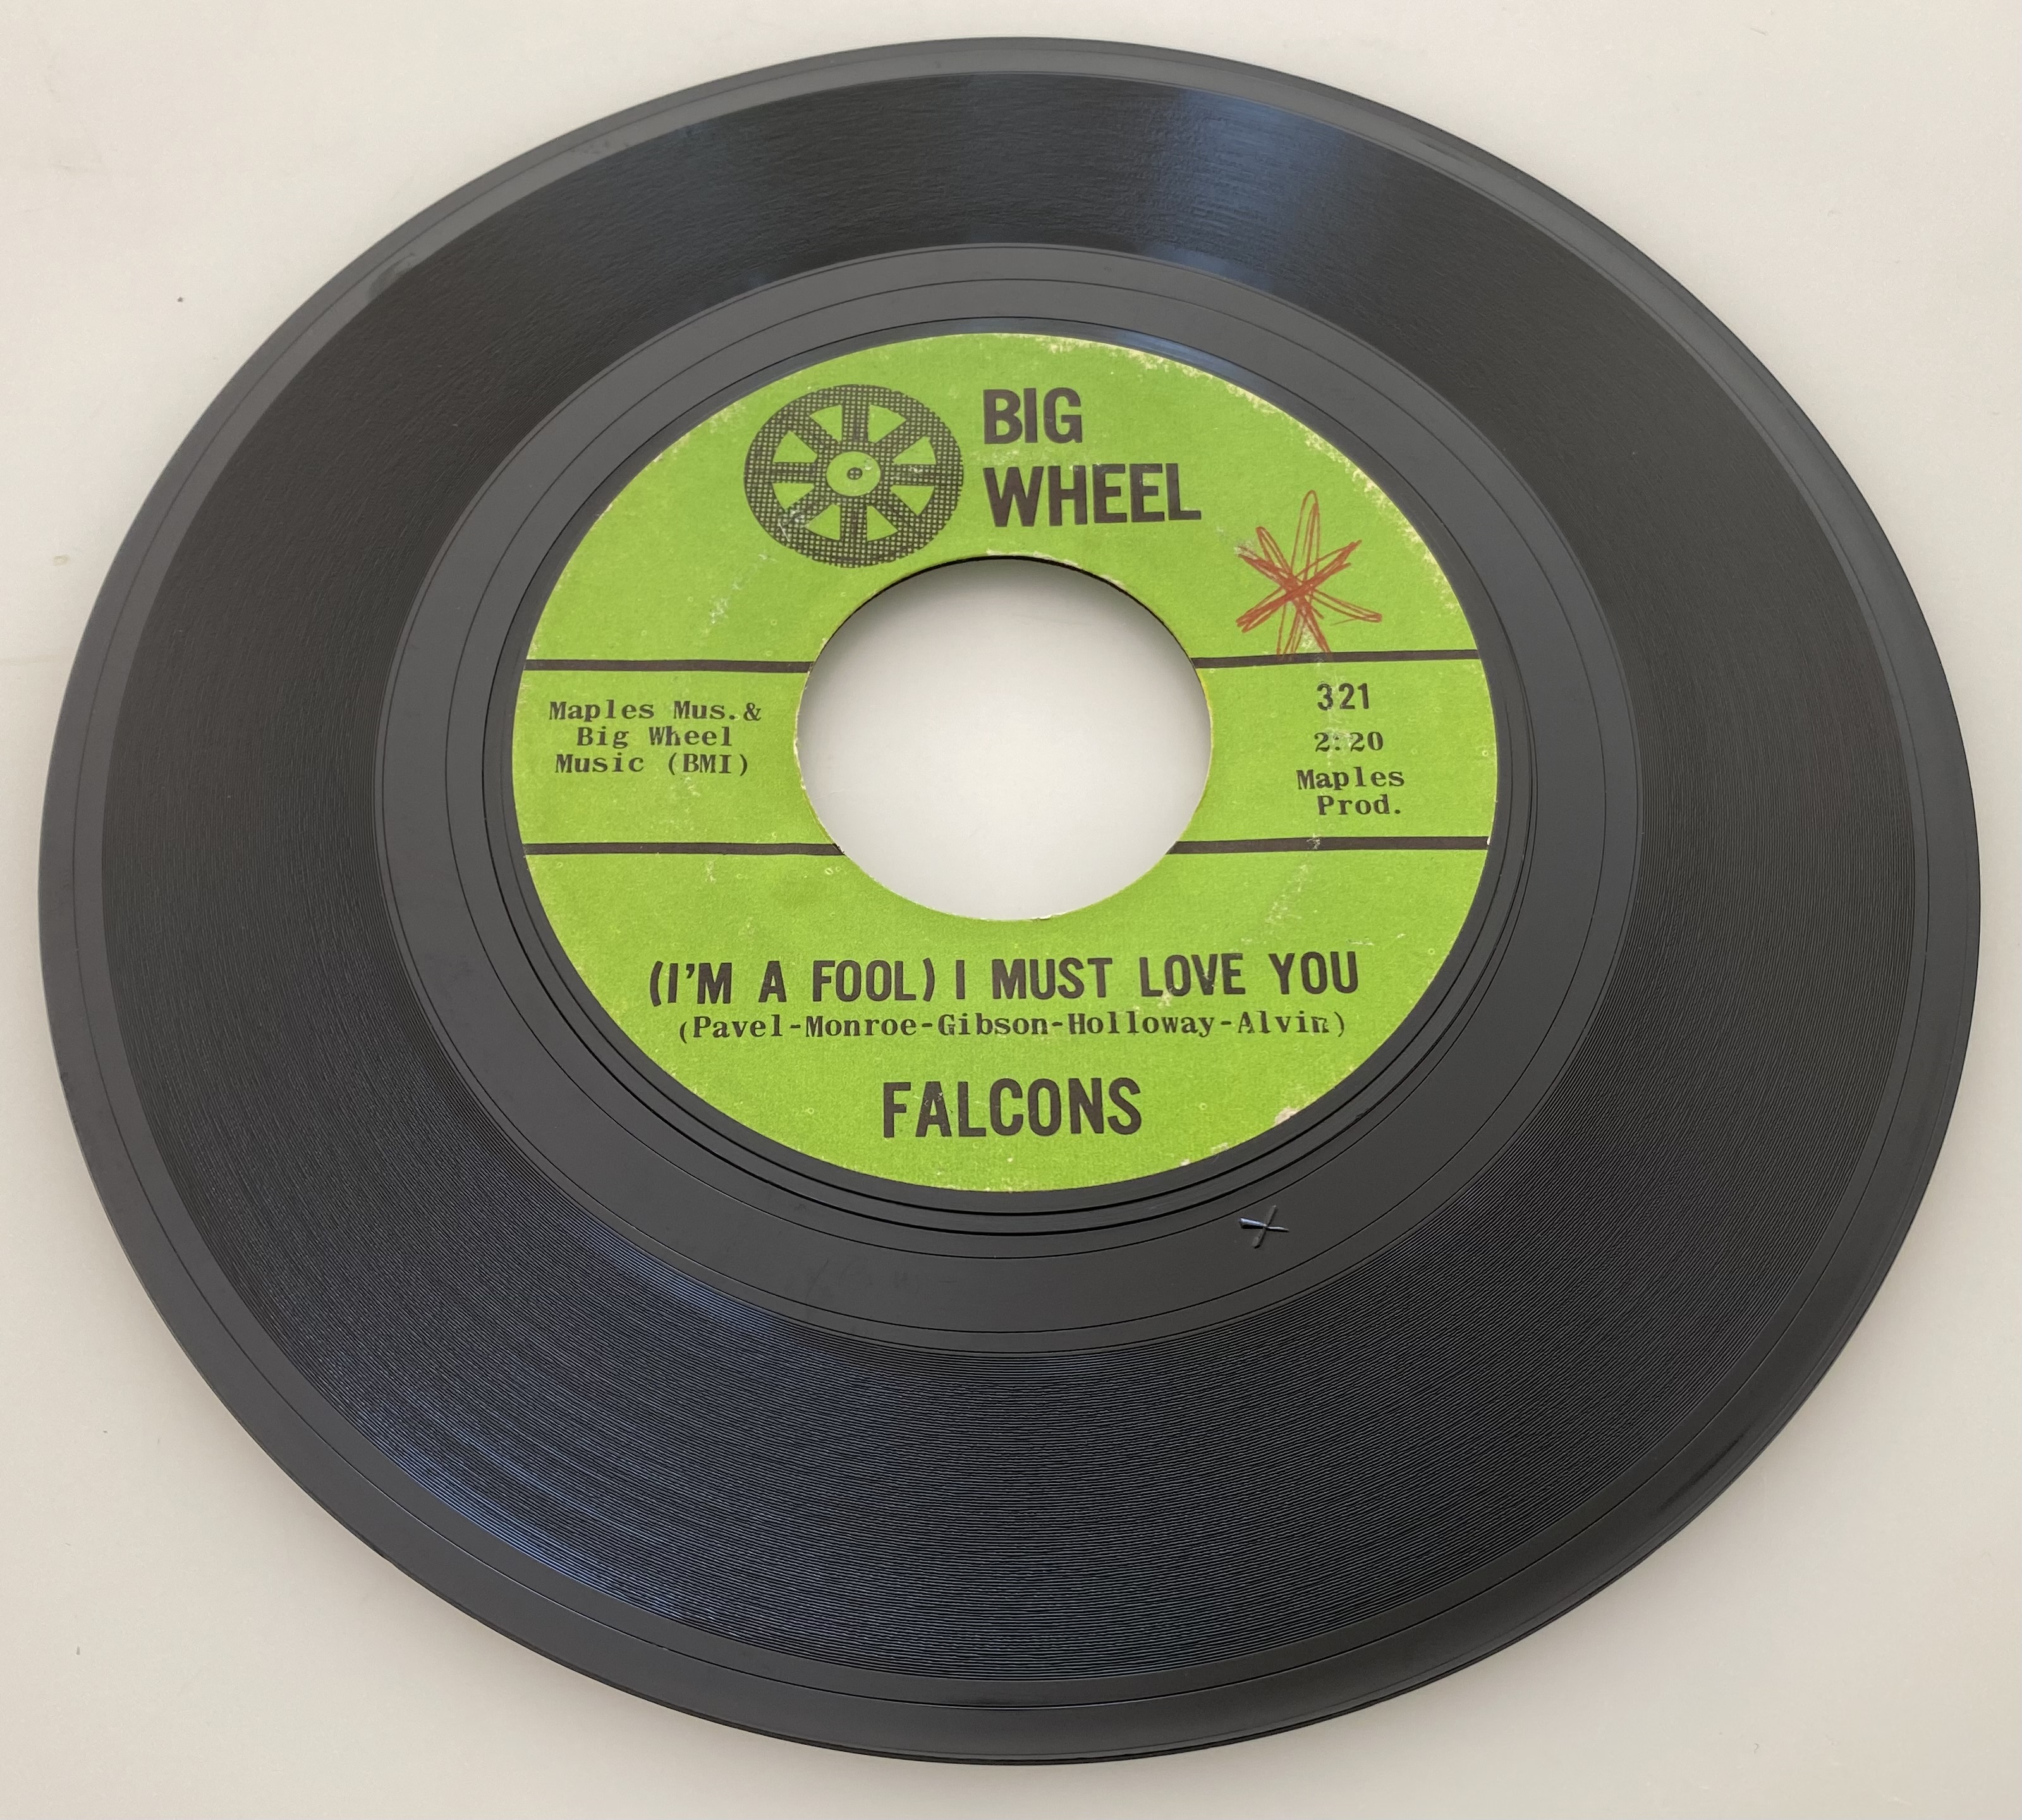 BIG
WHEEL
Maples Mus.&
Big Wheel
Music (BMI)
321
2:20
Maples
Prod.
(I'M A FOOL) I MUST LOVE YOU
(Pavel-Monroe-Gibson-Holloway-Alvin)
FALCONS